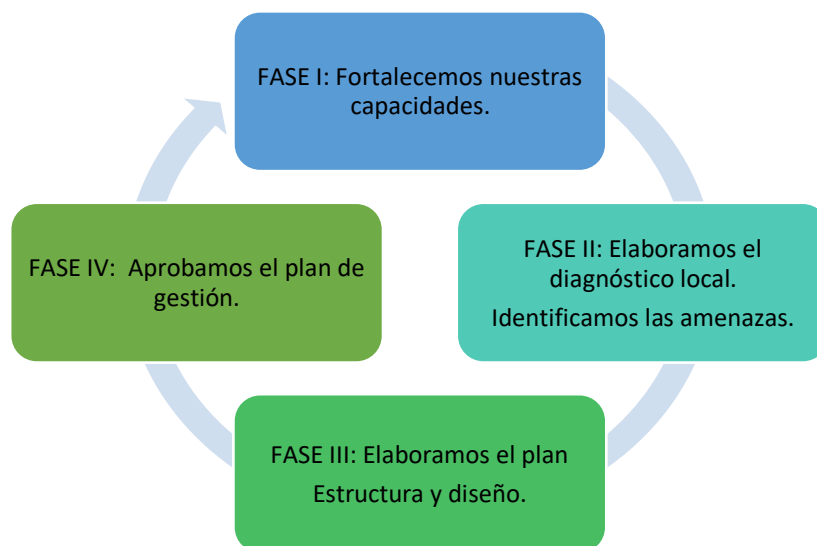 FASE I: Fortalecemos nuestras
capacidades.
FASE II: Elaboramos el
diagnóstico local.
Identificamos las amenazas.
FASE III: Elaboramos el plan
Estructura y diseño.
FASE IV:  Aprobamos el plan de
gestión.